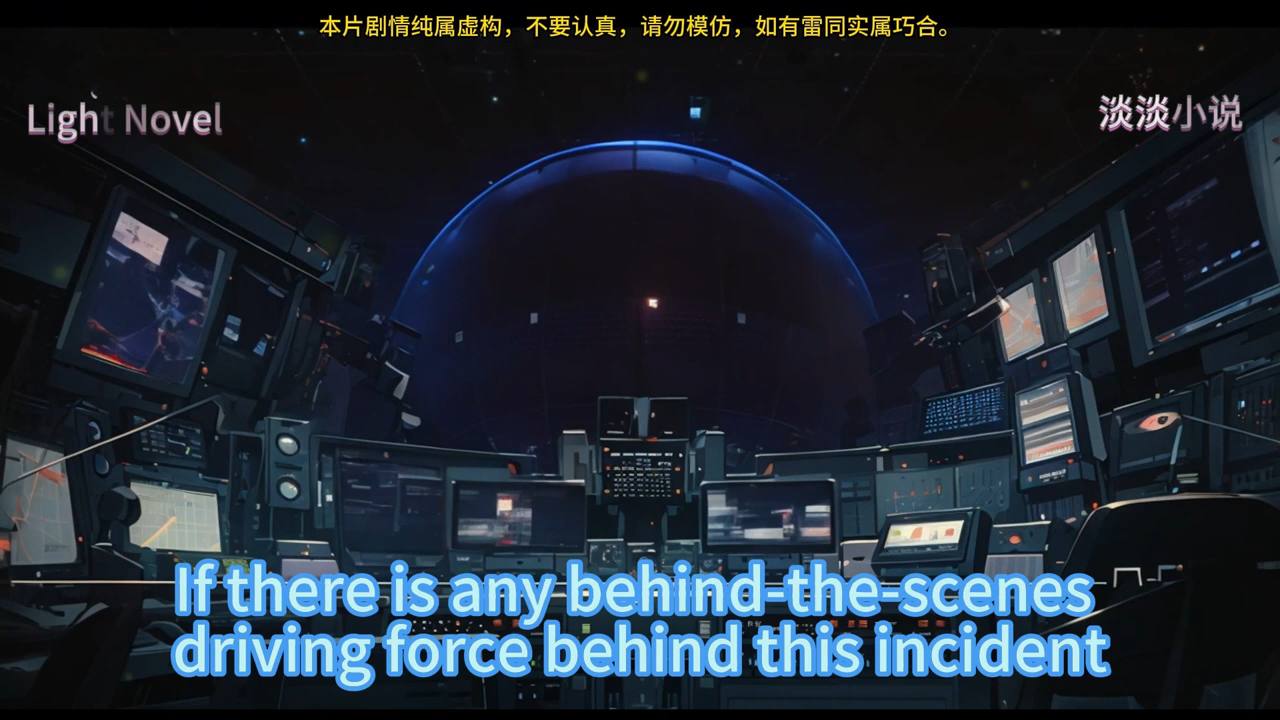 本片剧情纯属虚构，不要认真，请勿模仿，如有雷同实属巧合。
Light Novel
淡淡小说
If there is any behind-the-scenes
driving force behind this incident